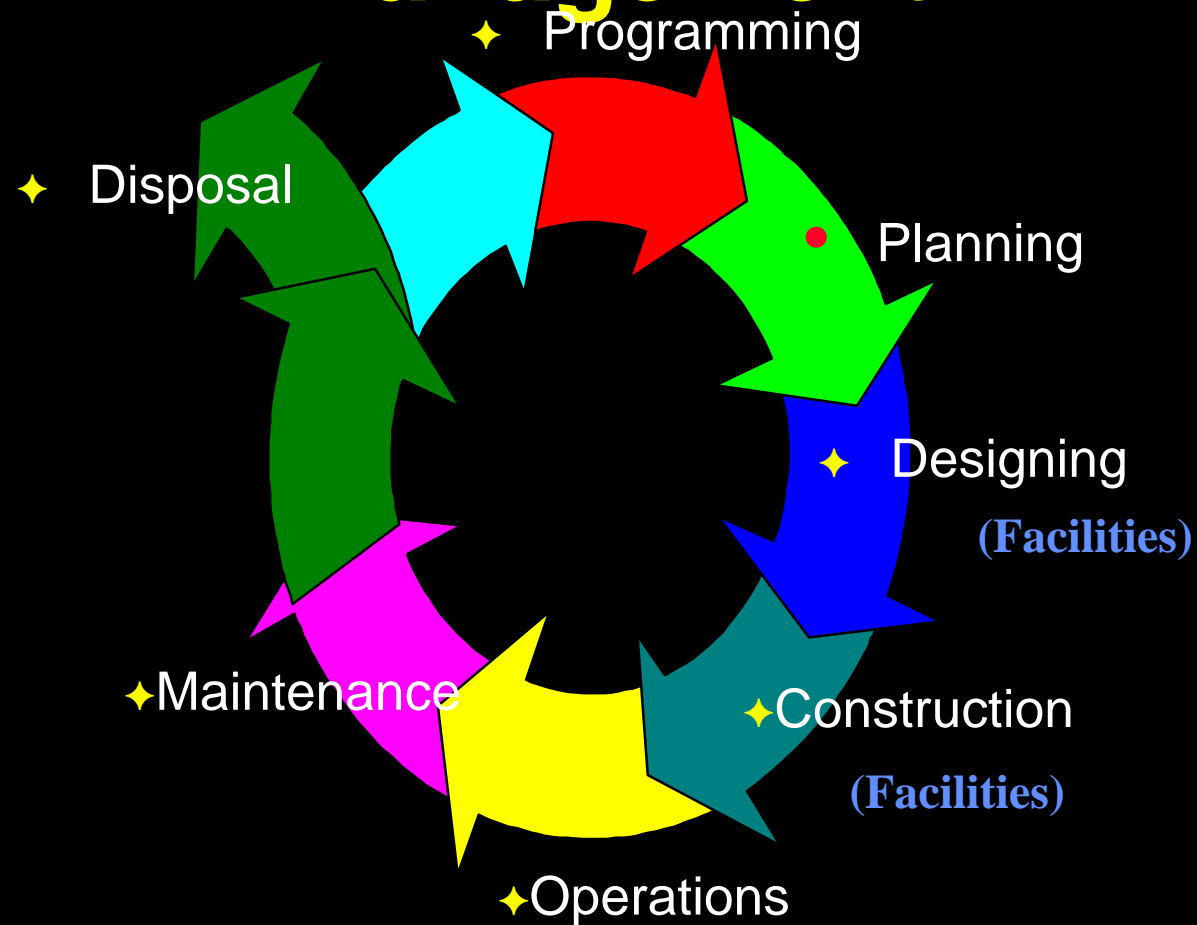 Programming
Disposal
Planning
Designing
(Facilities)
Maintenance
Construction
(Facilities)
Operations